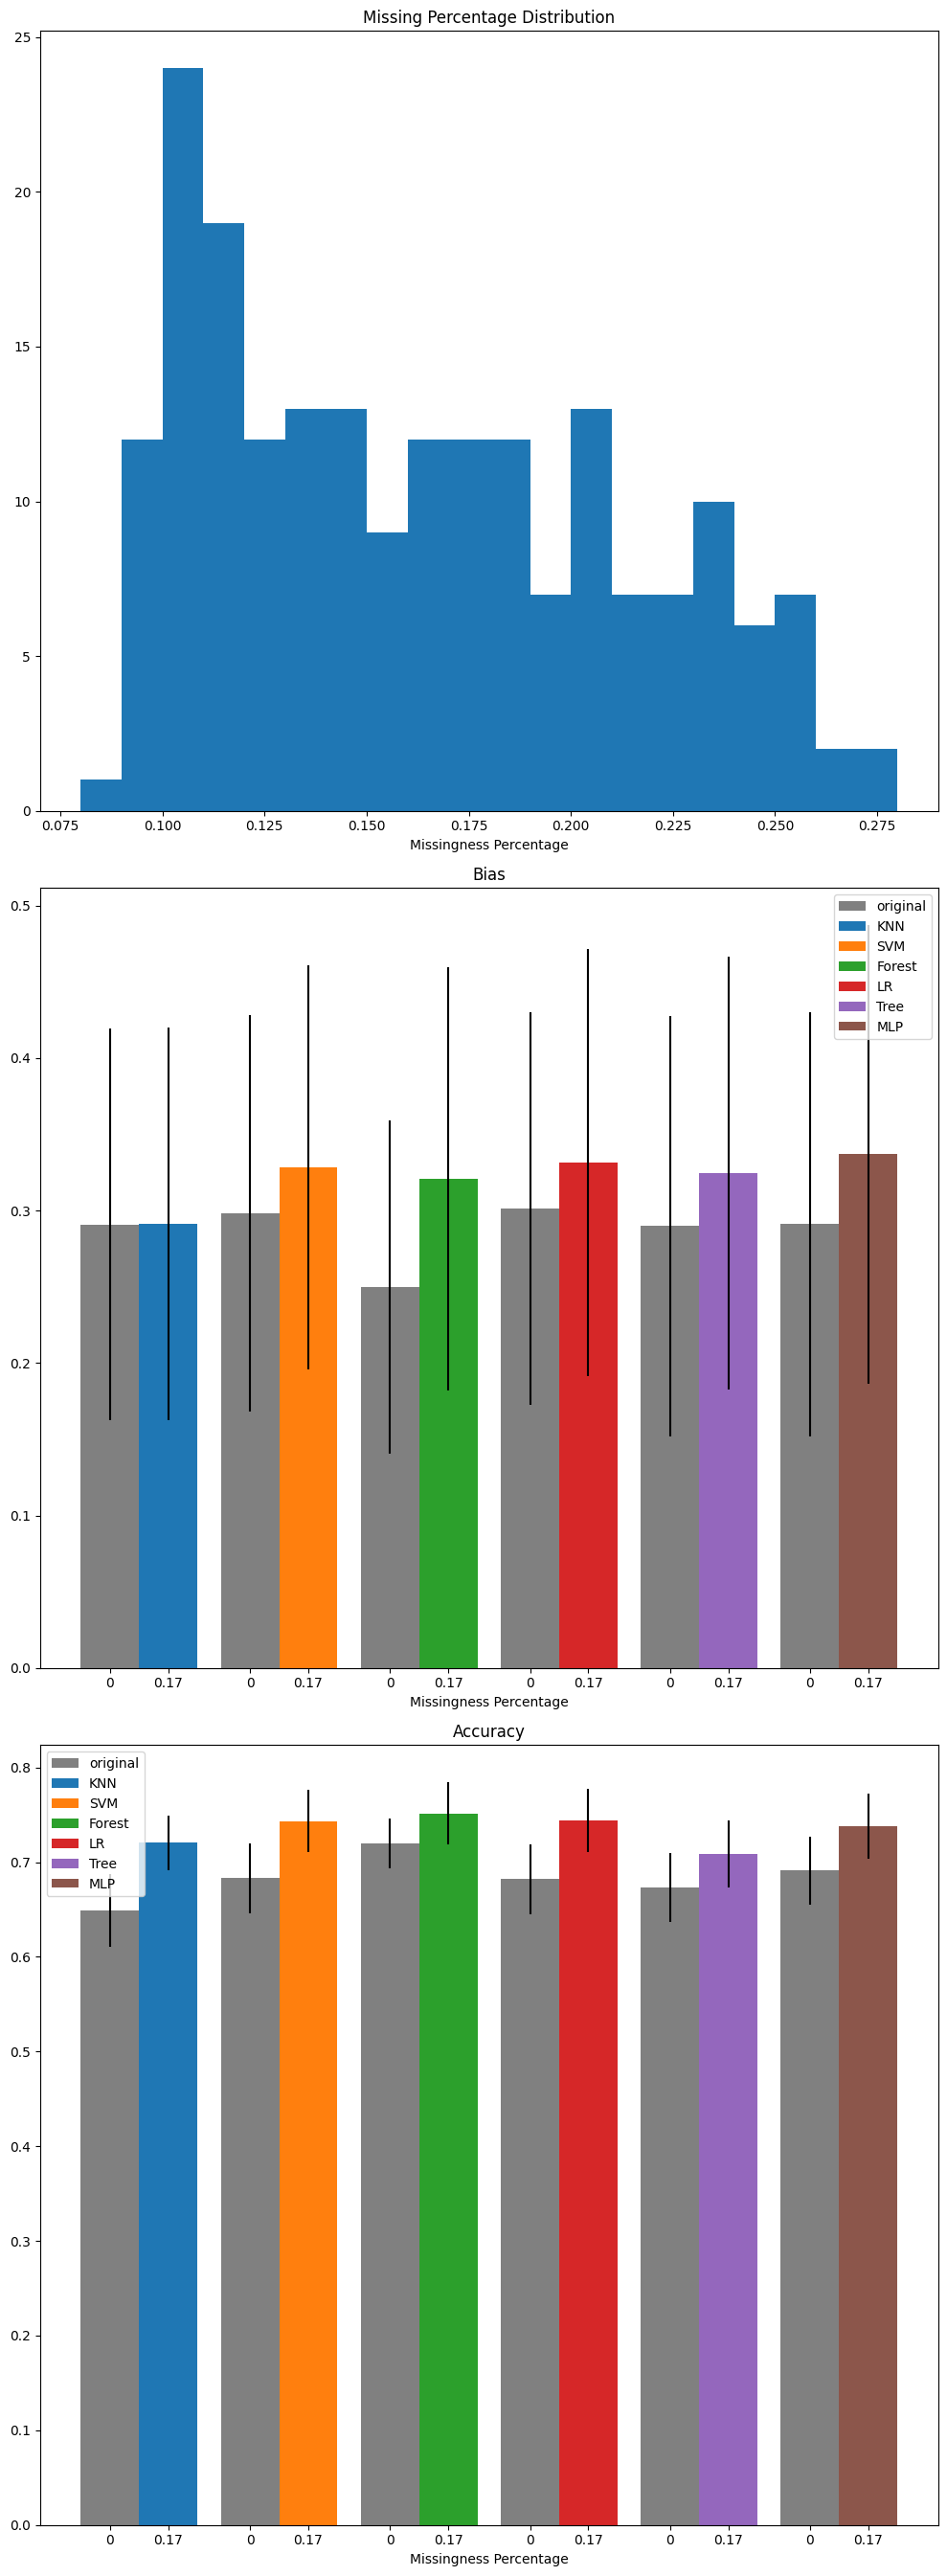 Missing Percentage Distribution
25
20
15
10
5
0
0.075 0.100 0.125 0.150 0.175 0.200 0.225 0.250 0.275
Missingness Percentage
Bias
0.5
0.4
0.3
0.2
0.1
0.0
original
KNN
SVM
Forest
LR
Tree
MLP
0 0.17 0 0.17 0 0.17 0 0.17 0 0.17 0 0.17
Missingness Percentage
Accuracy
0.8
0.7
0.6
0.5
0.4
0.3
0.2
0.1
0.0
original
KNN
SVM
Forest
LR
Tree
MLP
0 0.17 0 0.17 0 0.17 0 0.17 0 0.17 0 0.17
Missingness Percentage